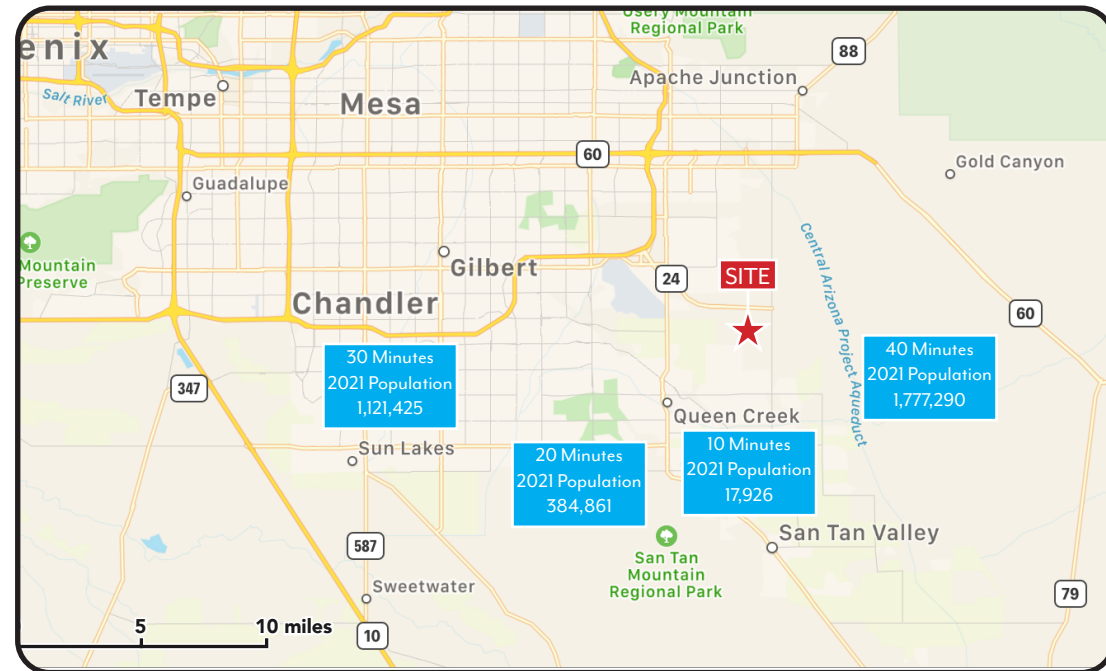 Usery Mountain
Regional Park
enix
88
Apache Junction
Salt River
Tempe
Mesa
60
Gold Canyon
Guadalupe
Mountain
Preserve
Gilbert
Central Arizona Project Aqueduct
SITE
24
Chandler
60
30 Minutes
2021 Population
1,121,425
40 Minutes
2021 Population
1,777,290
347
Queen Creek
Sun Lakes
20 Minutes
2021 Population
384,861
10 Minutes
2021 Population
17,926
San Tan Valley
587
San Tan
Mountain
Regional Park
Sweetwater
79
5
10 miles
10